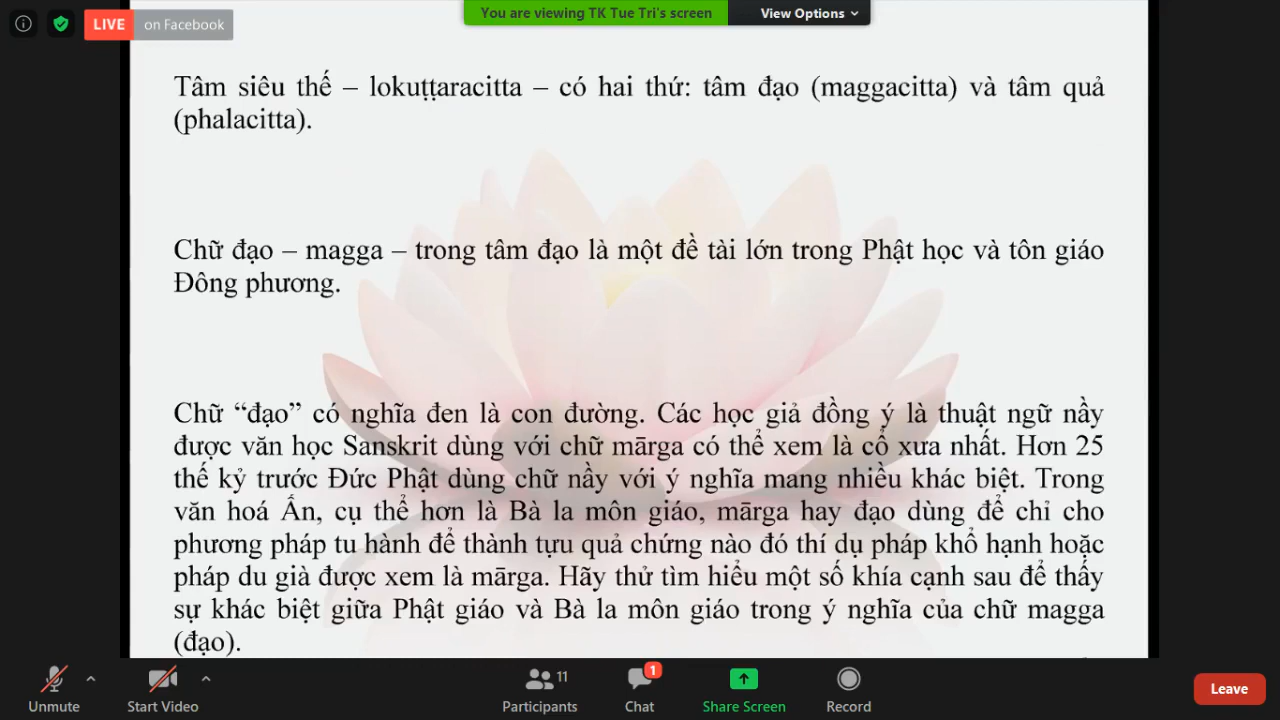 LIVE on Facebook
You are viewing TK Tue Tri's screen
View Options
Tâm siêu thế – lokuṭṭaracitta – có hai thứ: tâm đạo (maggacitta) và tâm quả
(phalacitta).
Chữ đạo – magga – trong tâm đạo là một đề tài lớn trong Phật học và tôn giáo
Đông phương.
Chữ “đạo” có nghĩa đen là con đường. Các học giả đồng ý là thuật ngữ nầy
được văn học Sanskrit dùng với chữ mārga có thể xem là cổ xưa nhất. Hơn 25
thế kỷ trước Đức Phật dùng chữ nầy với ý nghĩa mang nhiều khác biệt. Trong
văn hoá Ấn, cụ thể hơn là Bà la môn giáo, mārga hay đạo dùng để chỉ cho
phương pháp tu hành để thành tựu quả chứng nào đó thí dụ pháp khổ hạnh hoặc
pháp du già được xem là mārga. Hãy thử tìm hiểu một số khía cạnh sau để thấy
sự khác biệt giữa Phật giáo và Bà la môn giáo trong ý nghĩa của chữ magga
(đạo).
Unmute
Start Video
Participants 11
Chat 1
Share Screen
Record
Leave